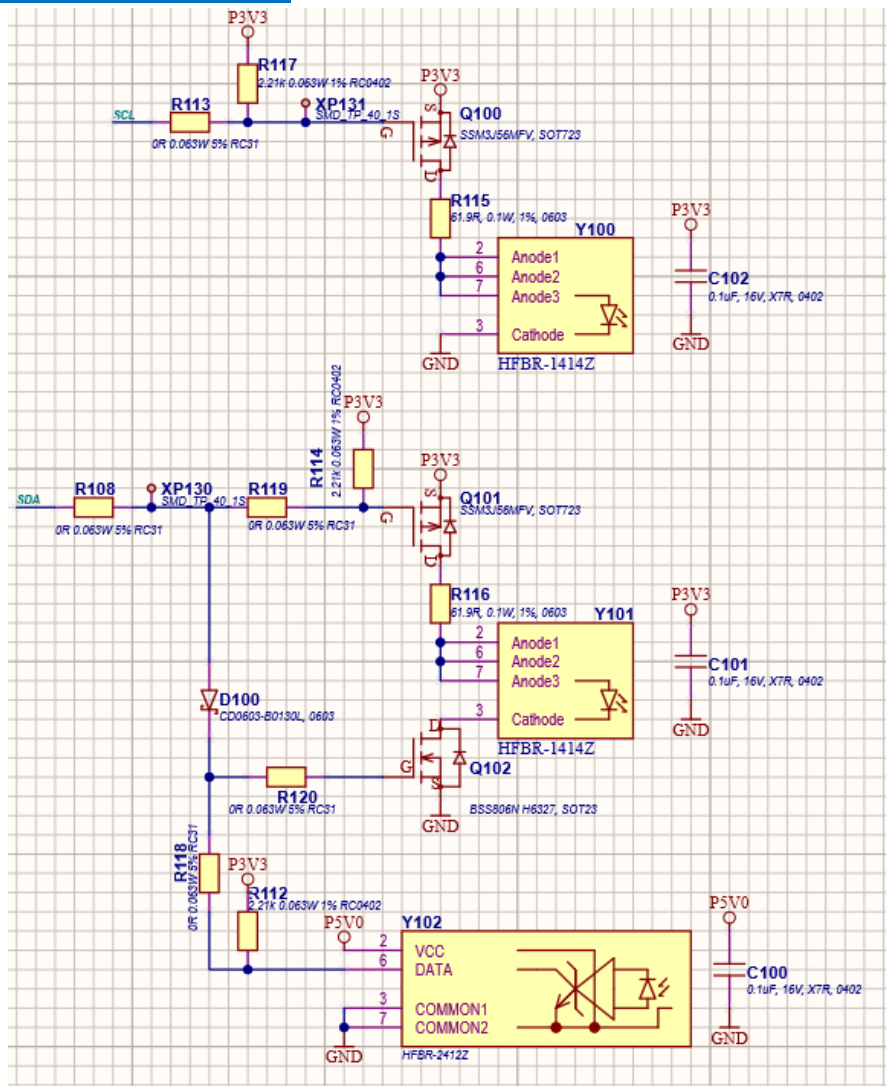 P3V3
R117
2.21k 0.063W 1% RC0402
P3V3
SCL
R113
XP131
SMD_TP_40_1S
0R 0.063W 5% RC31
S
G
D
Q100
SSM3J56MFV, SOT723
R115
61.9R, 0.1W, 1%, 0603
Y100
2
Anode1
6
Anode2
7
Anode3
3
Cathode
GND
HFBR-1414Z
P3V3
C102
0.1uF, 16V, X7R, 0402
GND
R114
2.21k 0.063W 1% RC0402
P3V3
P3V3
SDA
R108
XP130
SMD_TP_40_1S
R119
0R 0.063W 5% RC31
0R 0.063W 5% RC31
S
G
D
Q101
SSM3J56MFV, SOT723
R116
61.9R, 0.1W, 1%, 0603
Y101
2
Anode1
6
Anode2
7
Anode3
3
Cathode
HFBR-1414Z
P3V3
C101
0.1uF, 16V, X7R, 0402
GND
D100
CD0603-B0130L, 0603
D
G
S
Q102
BSS806N H6327, SOT23
GND
R120
0R 0.063W 5% RC31
R118
0R 0.063W 5% RC31
P3V3
R112
2.21k 0.063W 1% RC0402
P5V0
Y102
2
VCC
6
DATA
3
COMMON1
7
COMMON2
GND
HFBR-2412Z
P5V0
C100
0.1uF, 16V, X7R, 0402
GND